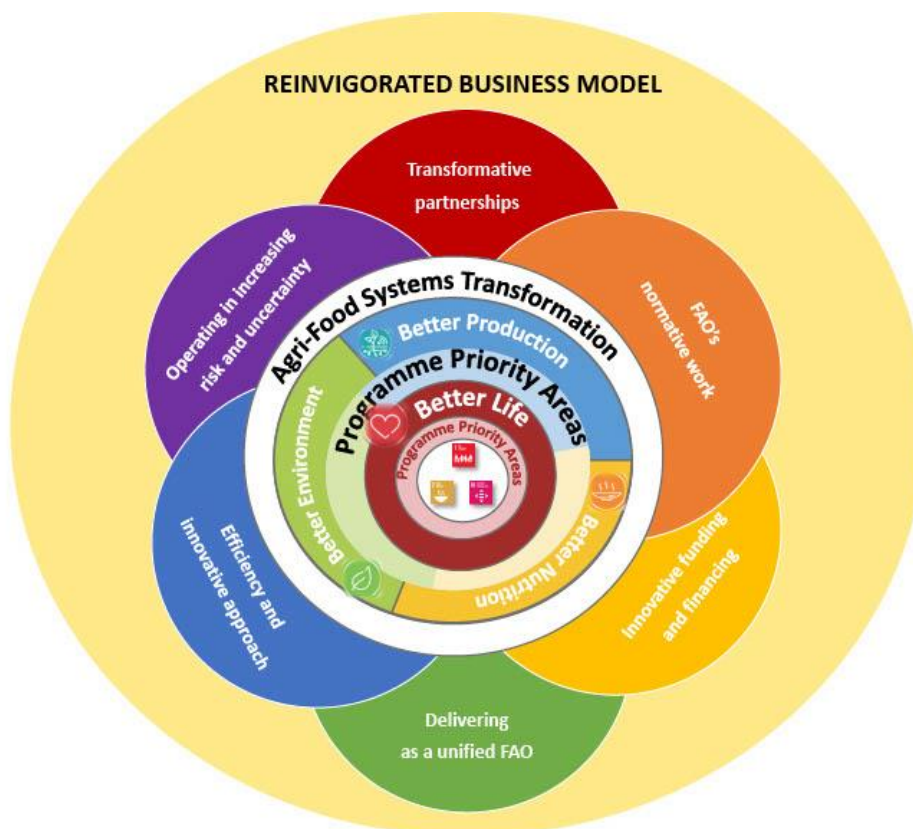 REINVIGORATED BUSINESS MODEL
Transformative
partnerships
FAO's
normative work
Innovative funding
and financing
Delivering
as a unified FAO
Efficiency and
innovative approach
Operating in increasing
risk and uncertainty
Agri-Food Systems Transformation
Better Production
Better Nutrition
Better Environment
Programme Priority Areas
Better Life
Programme Priority Areas